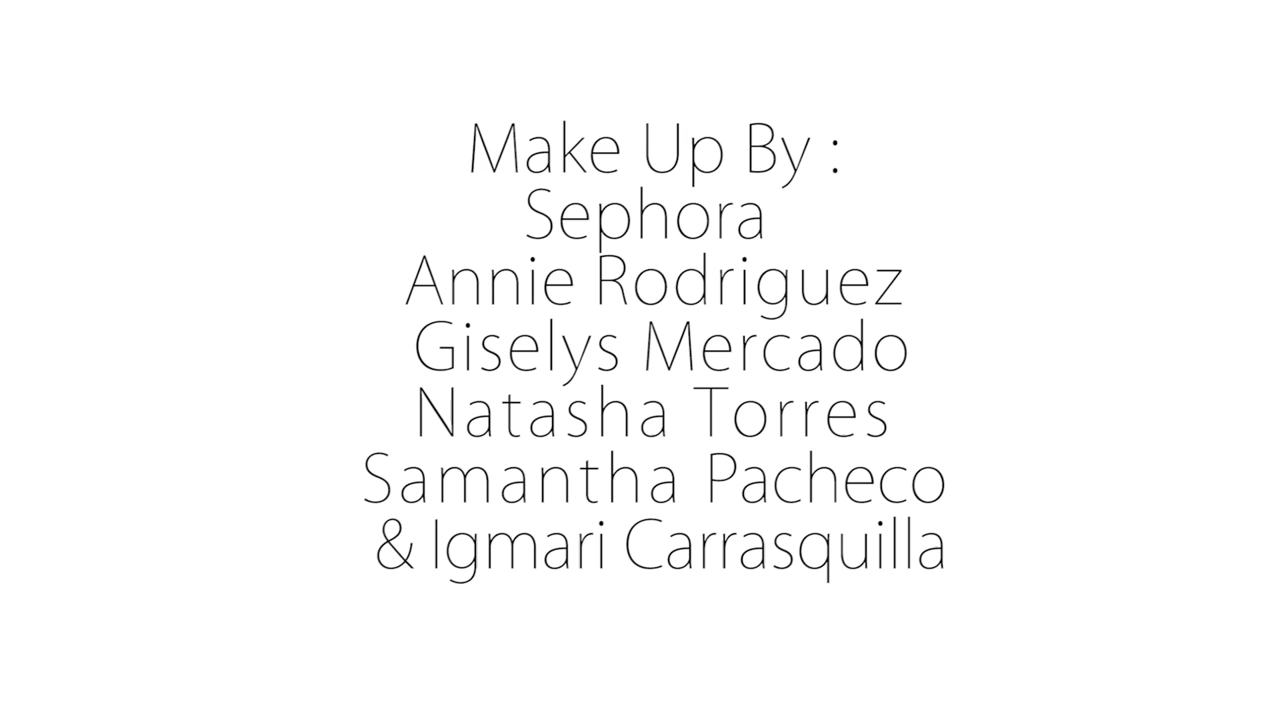 Make Up By :
Sephora
Annie Rodriguez
Giselys Mercado
Natasha Torres
Samantha Pacheco
& Igmari Carrasquilla